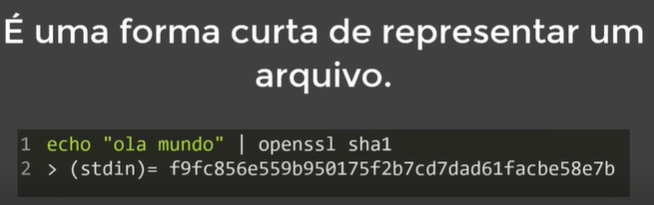 É uma forma curta de representar um
arquivo.
1 echo "ola mundo" | openssl sha1
2 > (stdin)= f9fc856e559b950175f2b7cd7dad61facbe58e7b